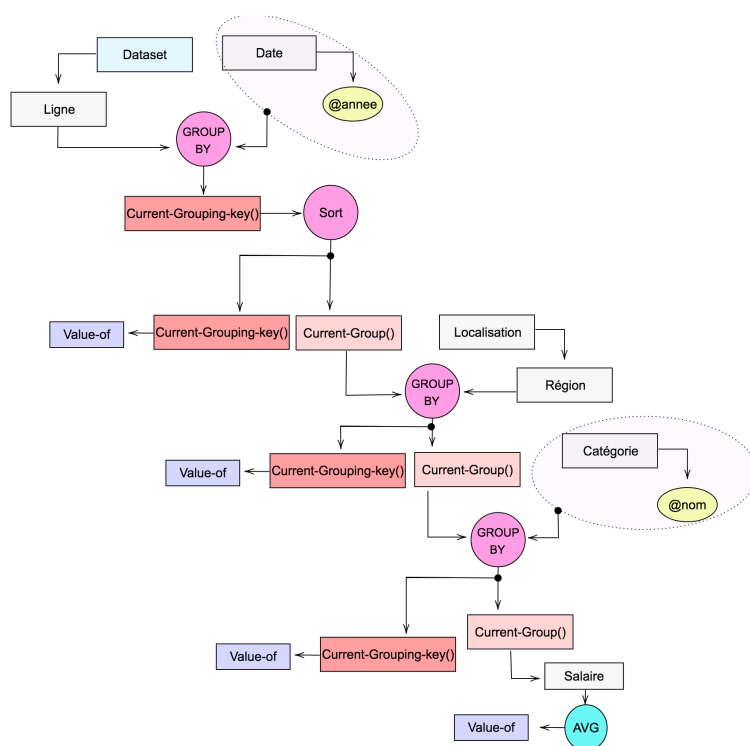 Dataset
Date
Ligne
@annee
GROUP
BY
Current-Grouping-key()
Sort
Value-of
Current-Grouping-key()
Current-Group()
Localisation
GROUP
BY
Région
Value-of
Current-Grouping-key()
Current-Group()
Catégorie
@nom
GROUP
BY
Value-of
Current-Grouping-key()
Current-Group()
Salaire
Value-of
AVG